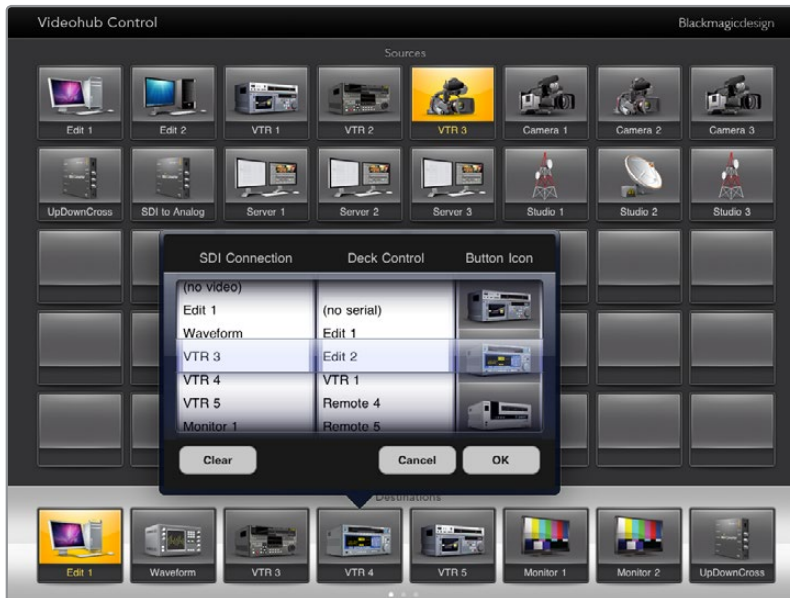 Videohub Control
Blackmagicdesign
Sources
Edit 1
Edit 2
VTR 1
VTR 2
VTR 3
Camera 1
Camera 2
Camera 3
UpDownCross
SDI to Analog
Server 1
Server 2
Server 3
Studio 1
Studio 2
Studio 3
SDI Connection
Deck Control
Button Icon
(no video)
Edit 1
Waveform
VTR 3
VTR 4
VTR 5
Monitor 1
(no serial)
Edit 1
Edit 2
VTR 1
Remote 4
Remote 5
Clear
Cancel
OK
Destinations
Edit 1
Waveform
VTR 3
VTR 4
VTR 5
Monitor 1
Monitor 2
UpDownCross